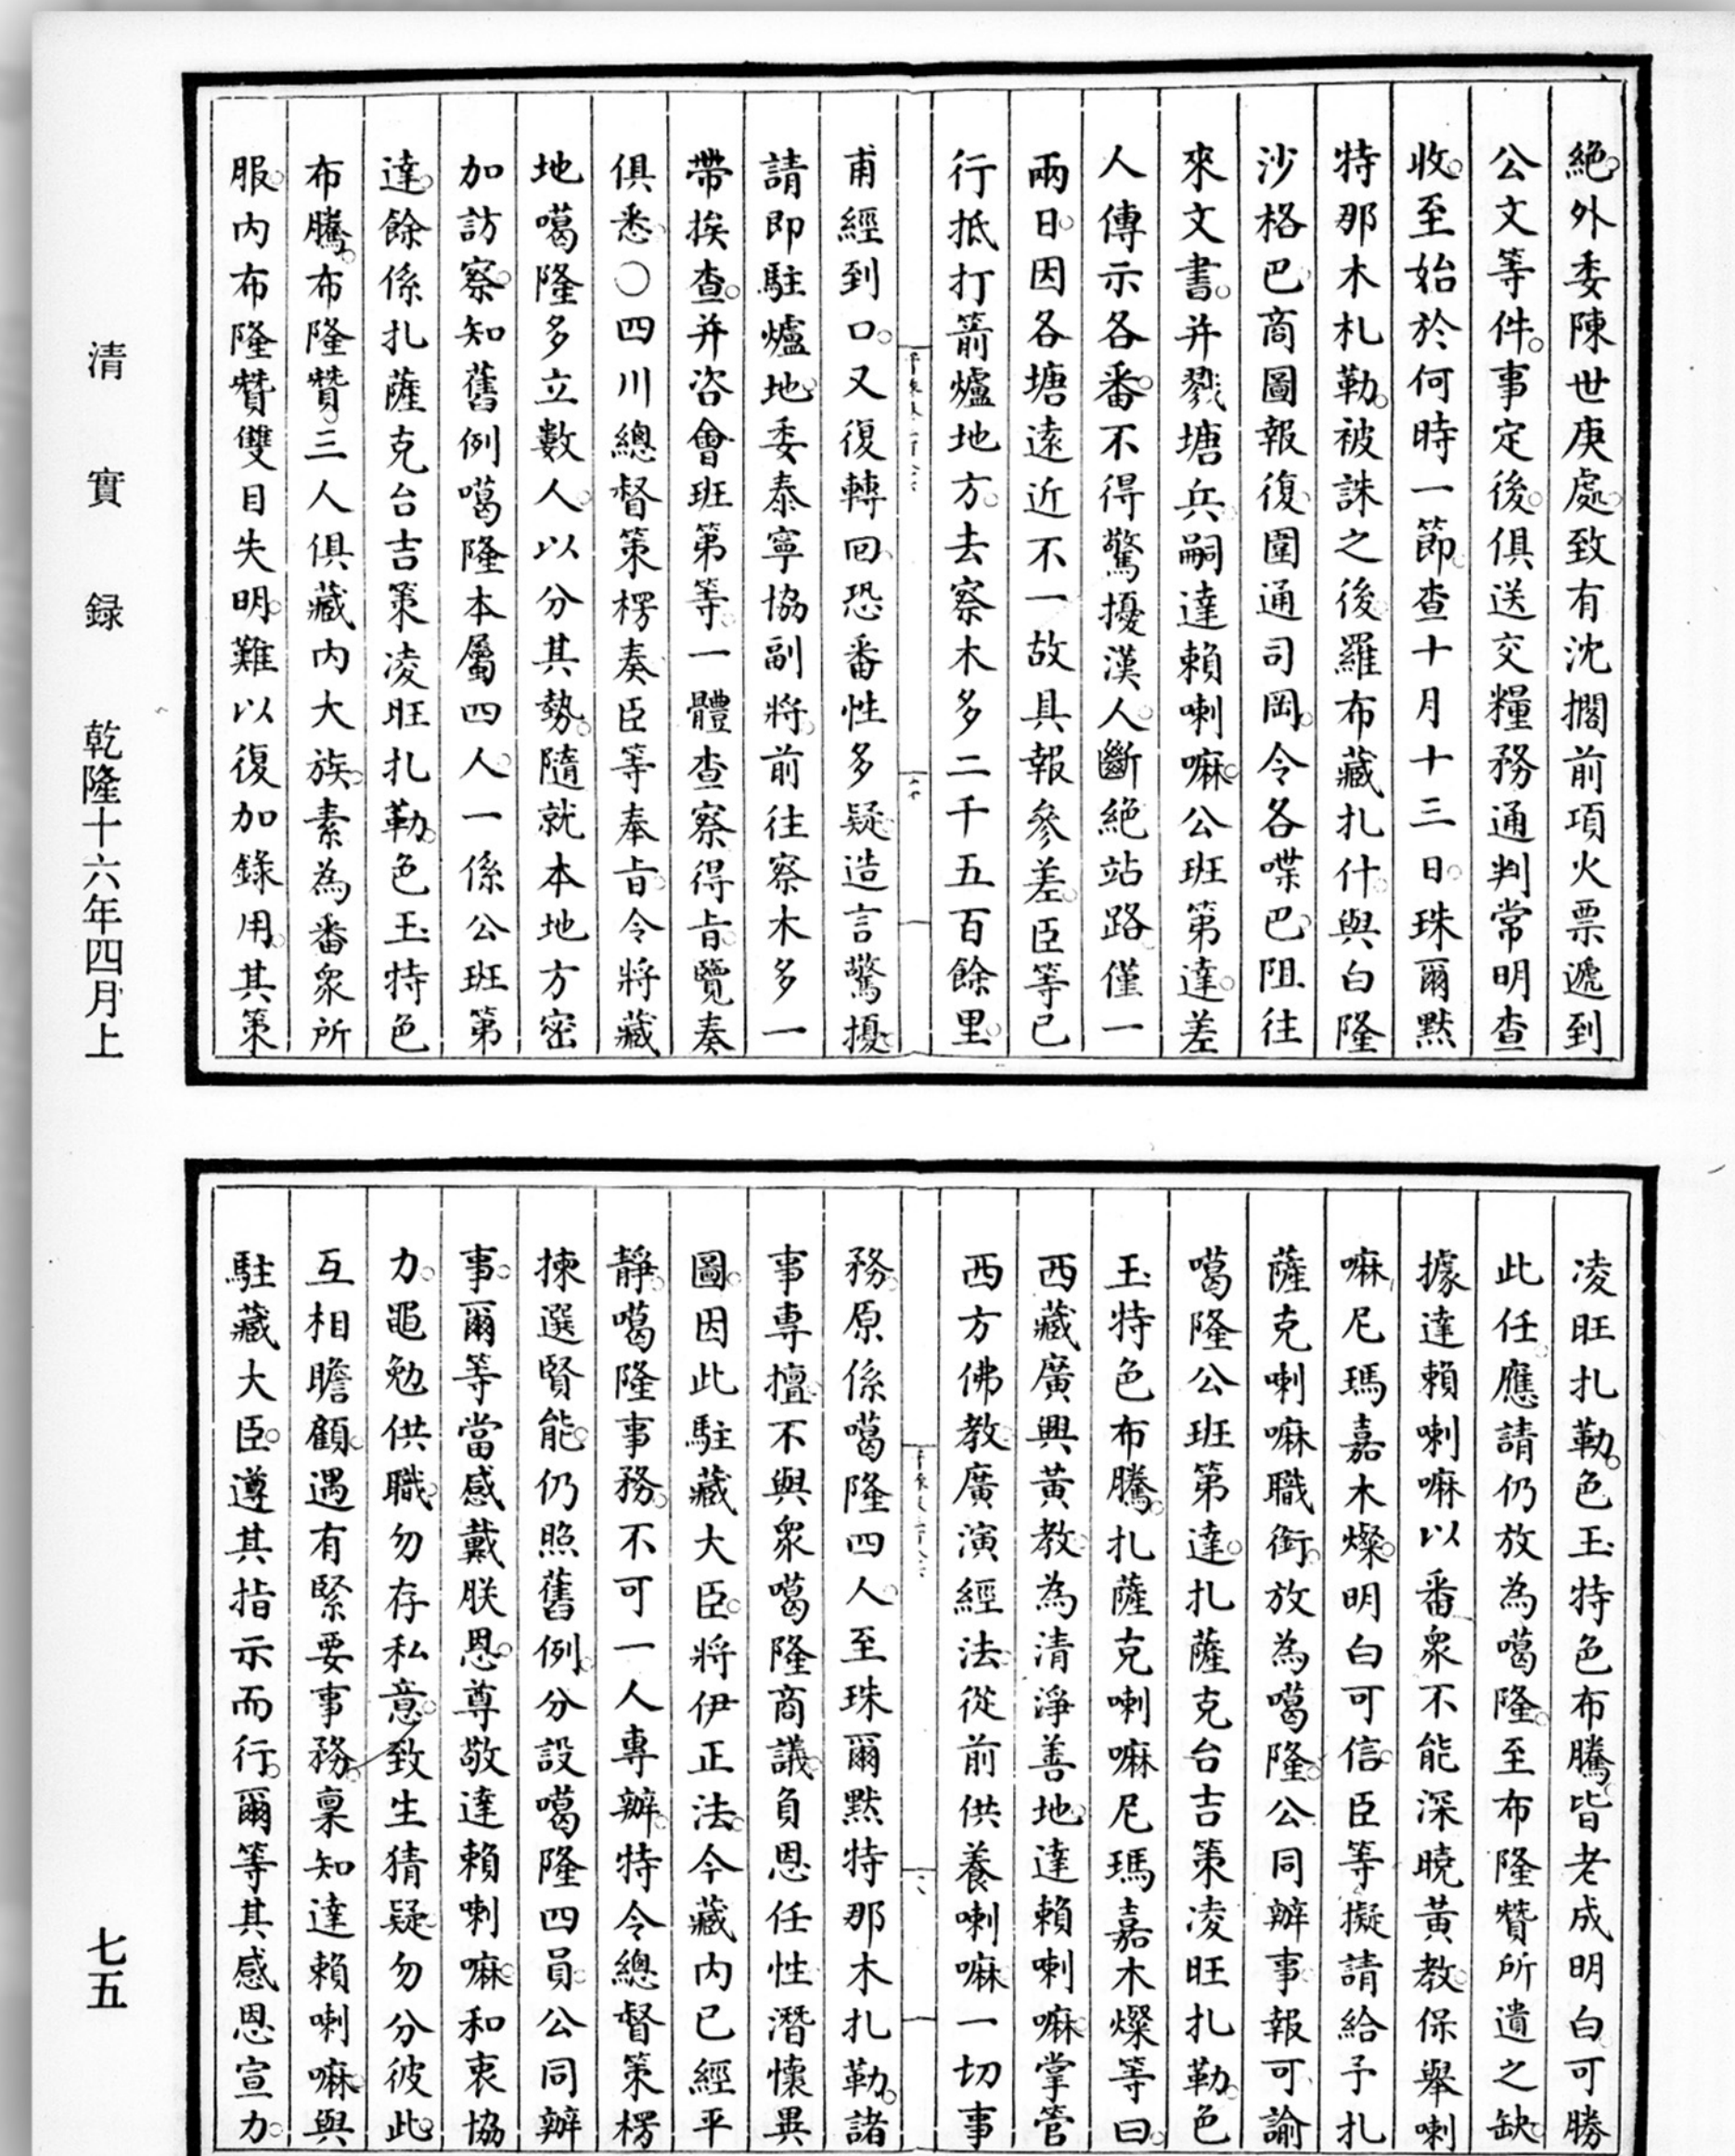 絶。外委陳世庚處。致有沈擱前項火票遞到
公文等件。事定後。俱送交糧務通判常明查
收。至始於何時一節。查十月十三日。珠爾默
特那木札勒。被誅之後。羅布藏扎什。與白隆
沙格巴商圖報復。圍通司岡。令各喋巴。阻往
來文書。并戮塘兵。嗣達賴喇嘛。公班第達。差
人傳示各番。不得驚擾漢人。斷絶站路。僅一
兩日。因各塘遠近不一。故具報參差。臣等已
行抵打箭爐地方。去察木多二千五百餘里。
甫經到口。又復轉回。恐番性多疑。造言驚擾。
請即駐爐地。委泰寧協副將。前往察木多一
帶挨查。并咨會班第等。一體查察得旨。覽奏
俱悉。〇四川總督策楞奏。臣等奉旨。令將藏
地噶隆多立數人。以分其勢。隨就本地方密
加訪察。知舊例噶隆本屬四人。一係公班第
達。餘係扎薩克台吉策凌旺扎勒。色玉特色
布騰。布隆贊。三人俱藏內大族。素為番衆所
服。內布隆贊雙目失明。難以復加錄用。其策
凌旺扎勒。色玉特色布騰。皆老成明白。可勝
此任。應請仍放為噶隆。至布隆贊所遺之缺。
據達賴喇嘛以番衆不能深曉黃教。保舉喇
嘛尼瑪嘉木燦。明白可信。臣等擬請給予扎
薩克喇嘛職銜。放為噶隆。公同辦事。報可。諭
噶隆公班第達。扎薩克台吉策凌旺扎勒。色
玉特色布騰。扎薩克喇嘛尼瑪嘉木燦等曰。
西藏廣興黃教。為清淨善地。達賴喇嘛掌管
西方佛教。廣演經法。從前供養喇嘛一切事
務。原係噶隆四人。至珠爾默特那木扎勒。諸
事專擅。不與衆噶隆商議。負恩任性。潛懷異
圖。因此駐藏大臣。將伊正法。今藏內已經平
靜。噶隆事務。不可一人專辦。特令總督策楞
揀選賢能。仍照舊例。分設噶隆四員。公同辦
事。爾等當感戴朕恩。尊敬達賴喇嘛。和衷協
力。黽勉供職。勿存私意。致生猜疑。勿分彼此。
互相瞻顧。遇有緊要事務。稟知達賴喇嘛。與
駐藏大臣。遵其指示而行。爾等其感恩宣力。
清實錄　乾隆十六年四月上
七五